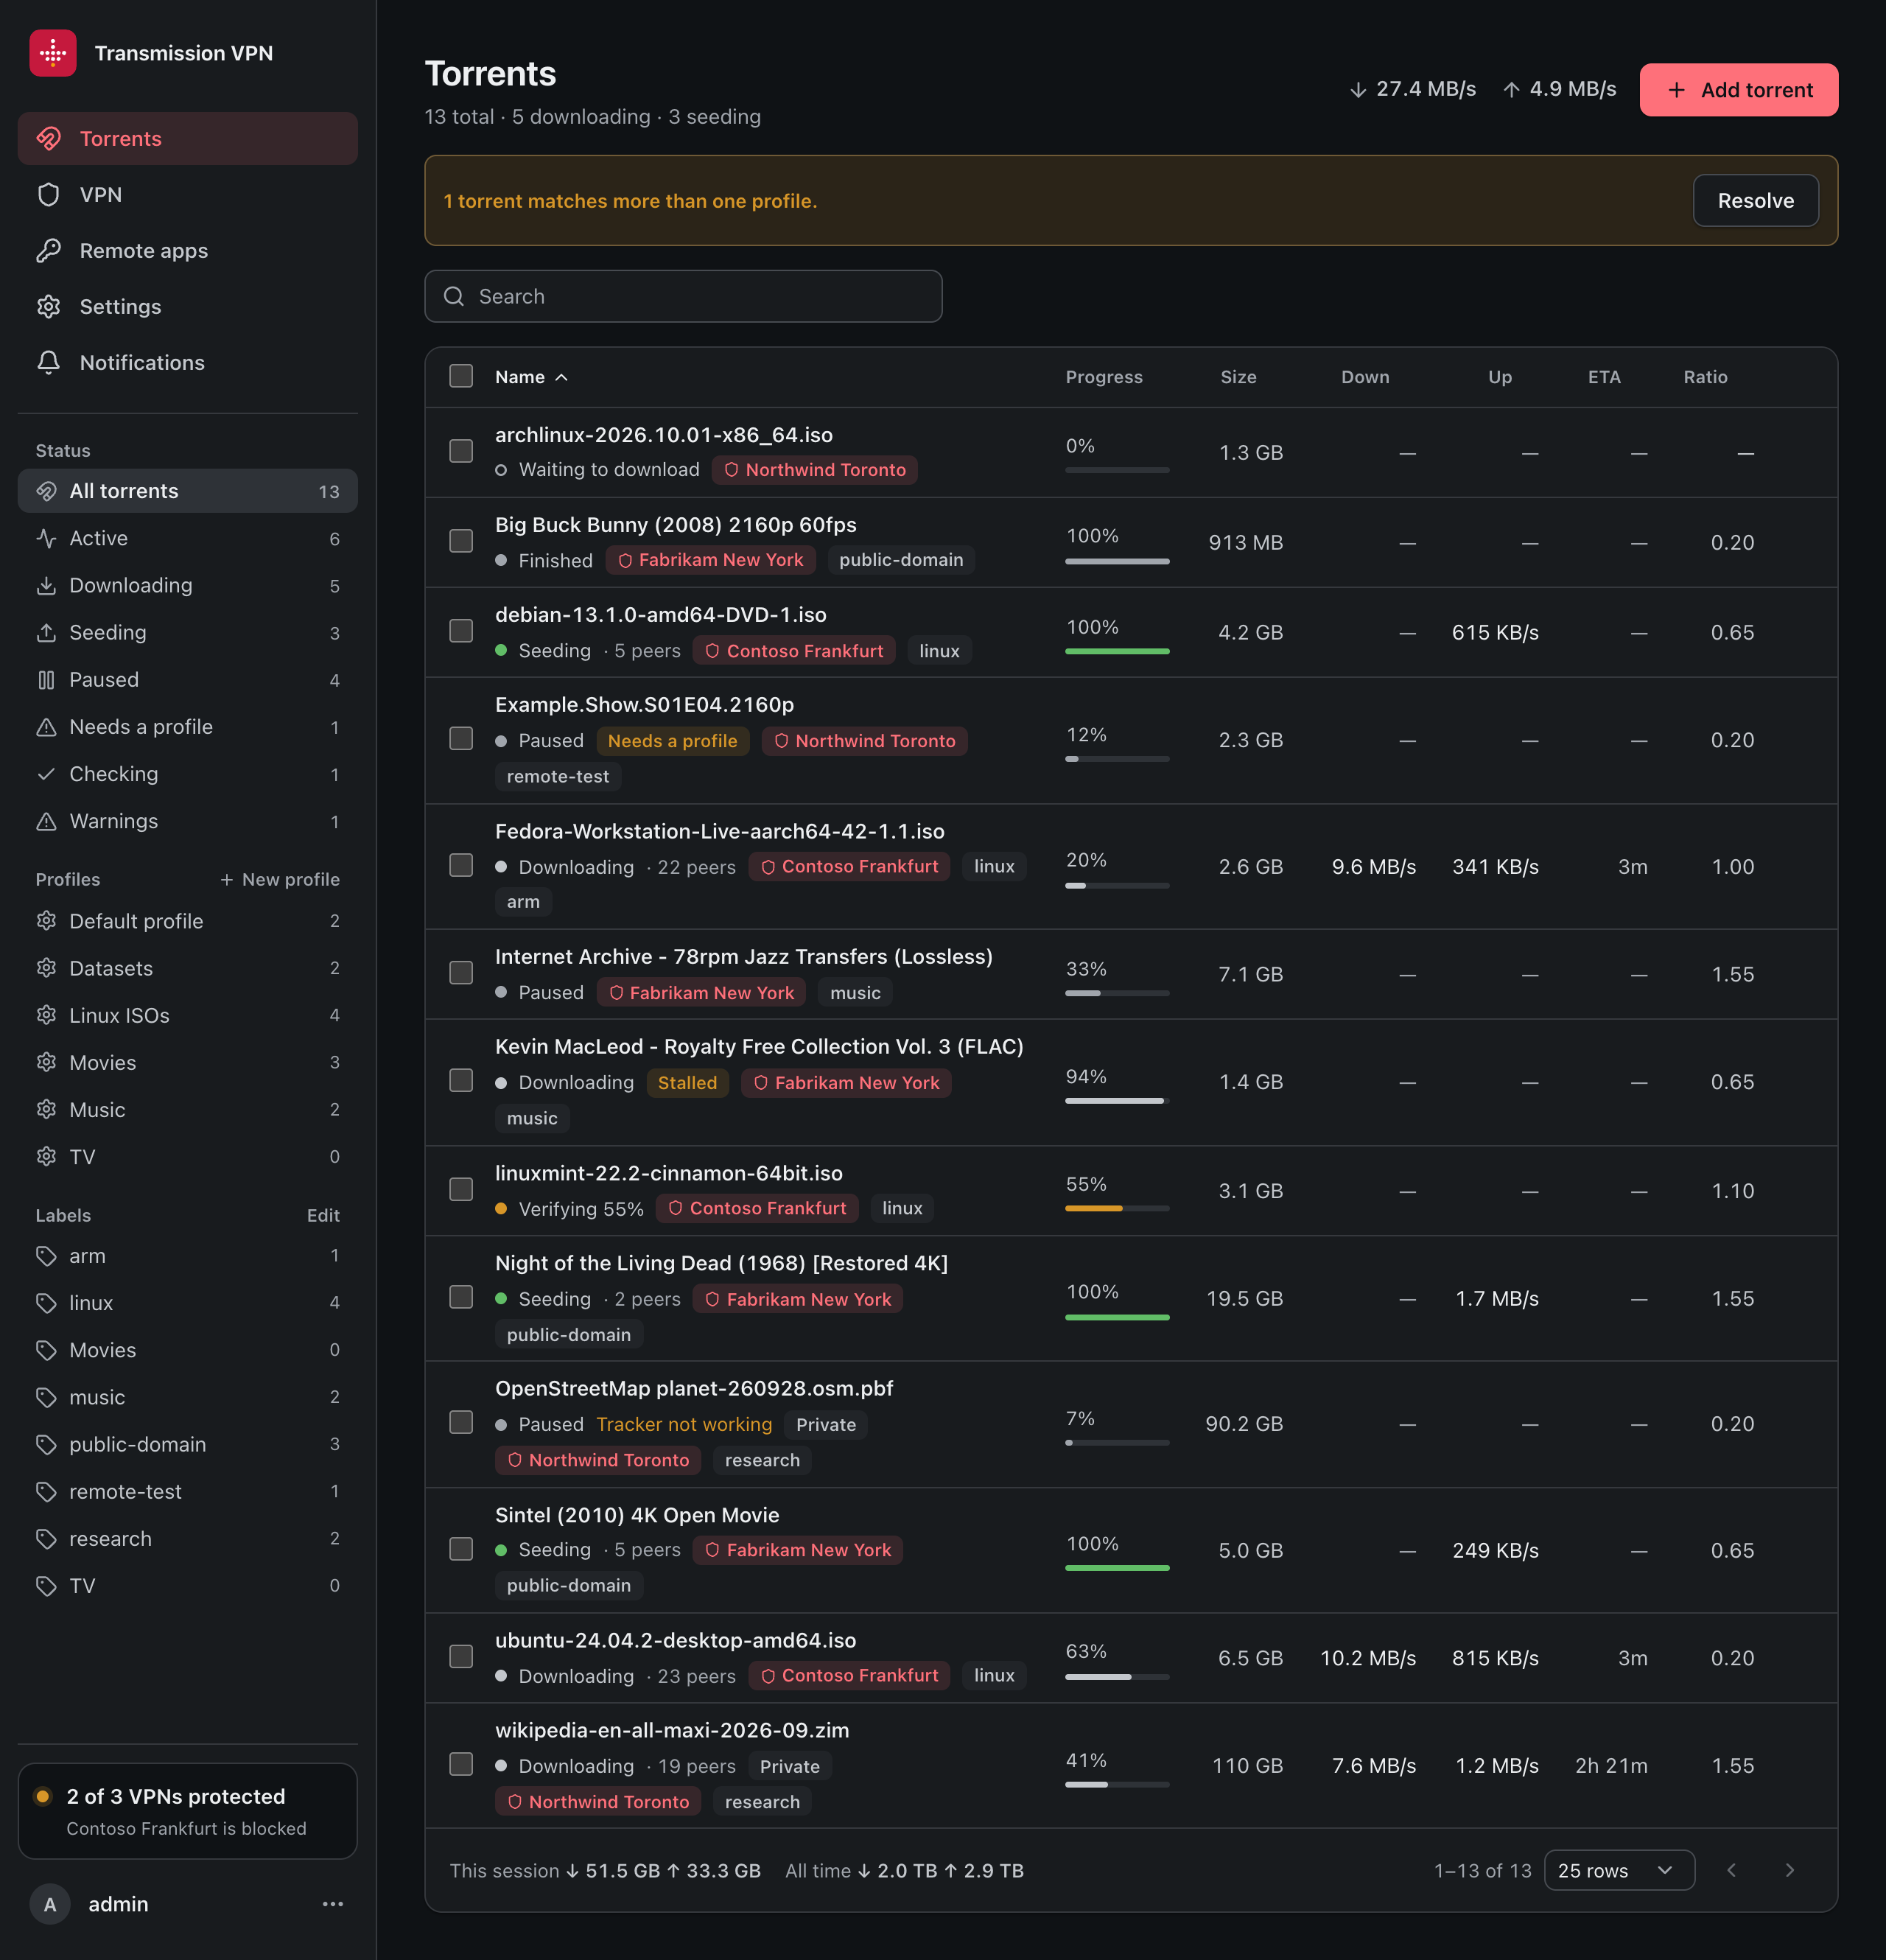 Transmission VPN
Torrents
VPN
Remote apps
Settings
Notifications
Status
All torrents 13
Active 6
Downloading 5
Seeding 3
Paused 4
Needs a profile 1
Checking 1
Warnings 1
Profiles + New profile
Default profile 2
Datasets 2
Linux ISOs 4
Movies 3
Music 2
TV 0
Labels Edit
arm 1
linux 4
Movies 0
music 2
public-domain 3
remote-test 1
research 2
TV 0
2 of 3 VPNs protected
Contoso Frankfurt is blocked
A admin
Torrents
13 total · 5 downloading · 3 seeding
↓ 27.4 MB/s ↑ 4.9 MB/s + Add torrent
1 torrent matches more than one profile. Resolve
Search
Name Progress Size Down Up ETA Ratio
archlinux-2026.10.01-x86_64.iso
Waiting to download Northwind Toronto
0% 1.3 GB — — — —
Big Buck Bunny (2008) 2160p 60fps
Finished Fabrikam New York public-domain
100% 913 MB — — — 0.20
debian-13.1.0-amd64-DVD-1.iso
Seeding · 5 peers Contoso Frankfurt linux
100% 4.2 GB — 615 KB/s — 0.65
Example.Show.S01E04.2160p
Paused Needs a profile Northwind Toronto
remote-test
12% 2.3 GB — — — 0.20
Fedora-Workstation-Live-aarch64-42-1.1.iso
Downloading · 22 peers Contoso Frankfurt linux
arm
20% 2.6 GB 9.6 MB/s 341 KB/s 3m 1.00
Internet Archive - 78rpm Jazz Transfers (Lossless)
Paused Fabrikam New York music
33% 7.1 GB — — — 1.55
Kevin MacLeod - Royalty Free Collection Vol. 3 (FLAC)
Downloading Stalled Fabrikam New York
music
94% 1.4 GB — — — 0.65
linuxmint-22.2-cinnamon-64bit.iso
Verifying 55% Contoso Frankfurt linux
55% 3.1 GB — — — 1.10
Night of the Living Dead (1968) [Restored 4K]
Seeding · 2 peers Fabrikam New York
public-domain
100% 19.5 GB — 1.7 MB/s — 1.55
OpenStreetMap planet-260928.osm.pbf
Paused Tracker not working Private
Northwind Toronto research
7% 90.2 GB — — — 0.20
Sintel (2010) 4K Open Movie
Seeding · 5 peers Fabrikam New York
public-domain
100% 5.0 GB — 249 KB/s — 0.65
ubuntu-24.04.2-desktop-amd64.iso
Downloading · 23 peers Contoso Frankfurt linux
63% 6.5 GB 10.2 MB/s 815 KB/s 3m 0.20
wikipedia-en-all-maxi-2026-09.zim
Downloading · 19 peers Private
Northwind Toronto research
41% 110 GB 7.6 MB/s 1.2 MB/s 2h 21m 1.55
This session ↓ 51.5 GB ↑ 33.3 GB All time ↓ 2.0 TB ↑ 2.9 TB
1–13 of 13 25 rows